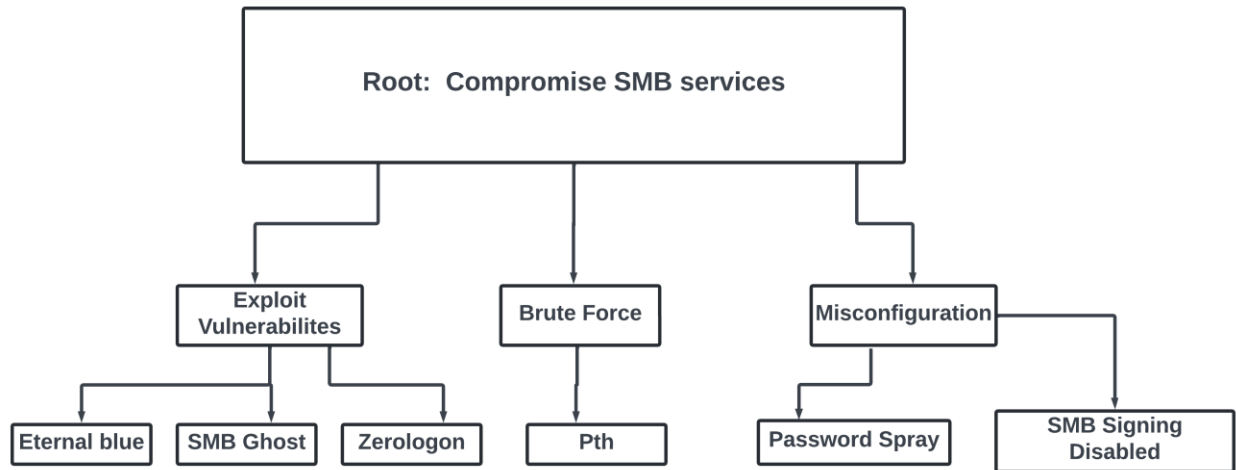 Root:  Compromise SMB services
Exploit
Vulnerabilites
Brute Force
Misconfiguration
Eternal blue
SMB Ghost
Zerologon
Pth
Password Spray
SMB Signing
Disabled